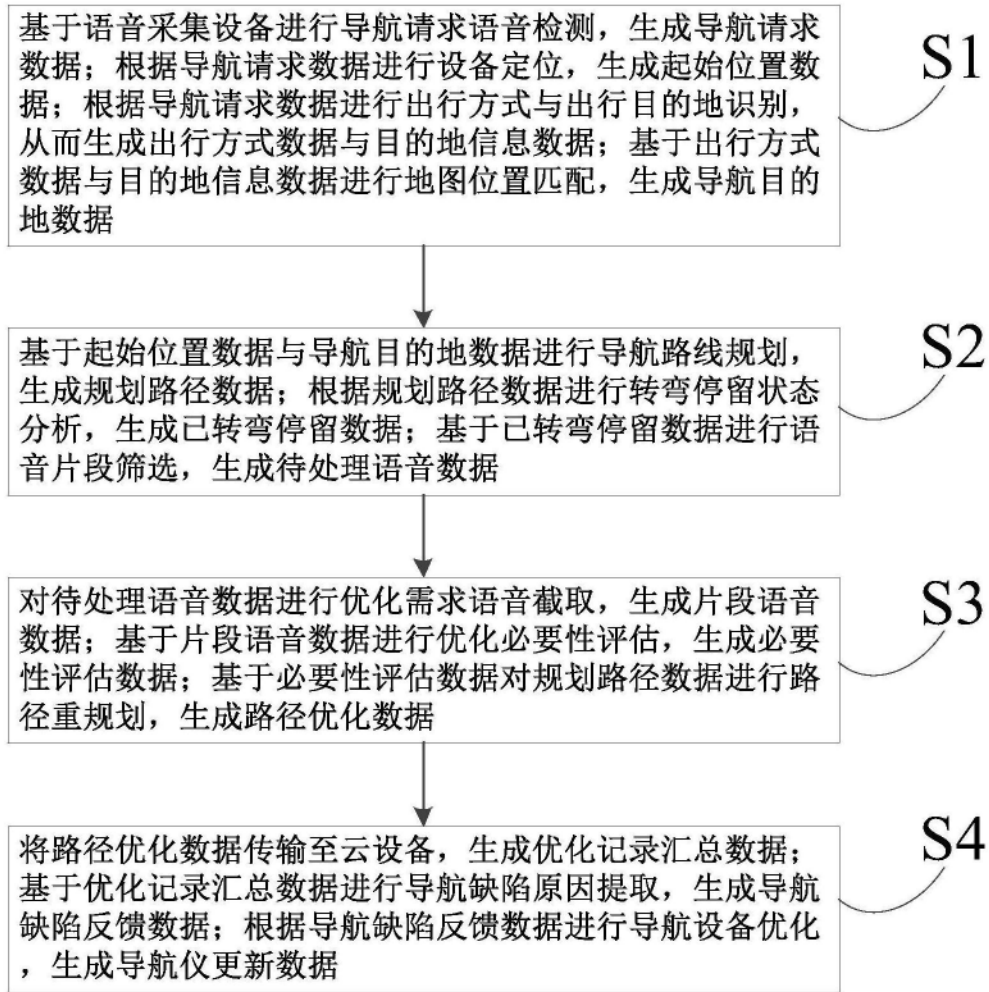 基于语音采集设备进行导航请求语音检测，生成导航请求
数据；根据导航请求数据进行设备定位，生成起始位置数
据；根据导航请求数据进行出行方式与出行目的地识别，
从而生成出行方式数据与目的地信息数据；基于出行方式
数据与目的地信息数据进行地图位置匹配，生成导航目的
地数据
S1
基于起始位置数据与导航目的地数据进行导航路线规划，
生成规划路径数据；根据规划路径数据进行转弯停留状态
分析，生成已转弯停留数据；基于已转弯停留数据进行语
音片段筛选，生成待处理语音数据
S2
对待处理语音数据进行优化需求语音截取，生成片段语音
数据；基于片段语音数据进行优化必要性评估，生成必要
性评估数据；基于必要性评估数据对规划路径数据进行路
径重规划，生成路径优化数据
S3
将路径优化数据传输至云设备，生成优化记录汇总数据；
基于优化记录汇总数据进行导航缺陷原因提取，生成导航
缺陷反馈数据；根据导航缺陷反馈数据进行导航设备优化
，生成导航仪更新数据
S4